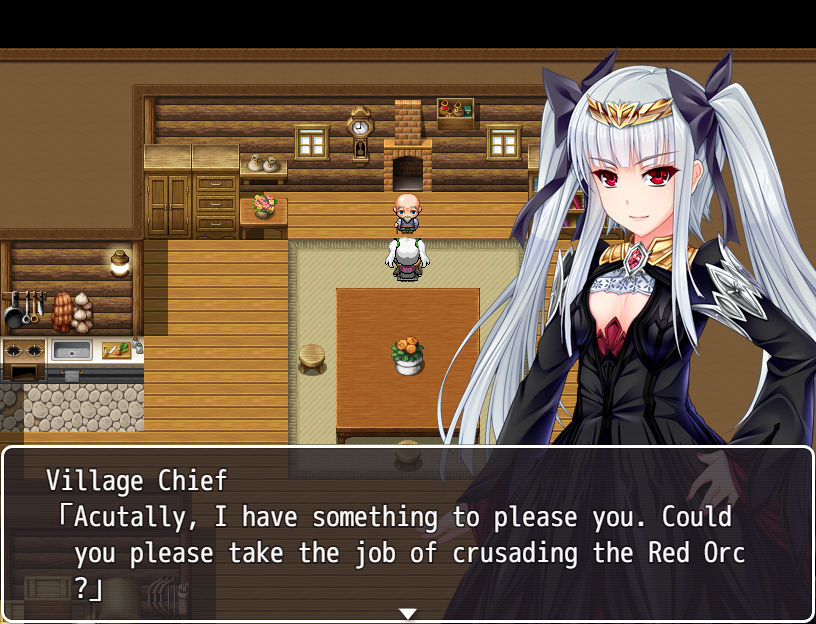 Village Chief
「Acutally, I have something to please you. Could
you please take the job of crusading the Red Orc
?」